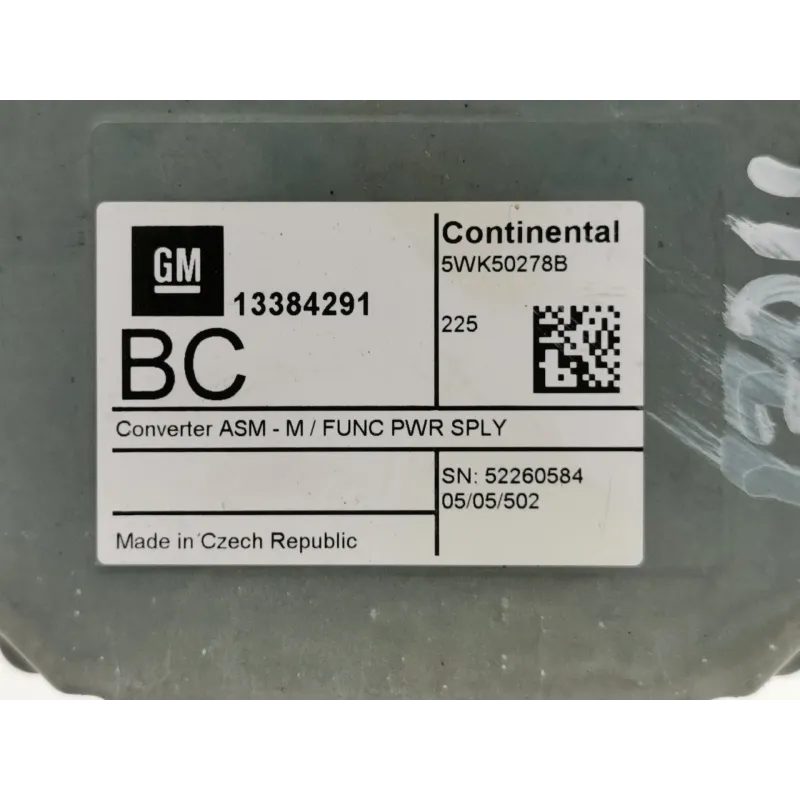 GM
13384291
BC
Continental
5WK50278B
225
Converter ASM - M / FUNC PWR SPLY
SN: 52260584
05/05/502
Made in Czech Republic